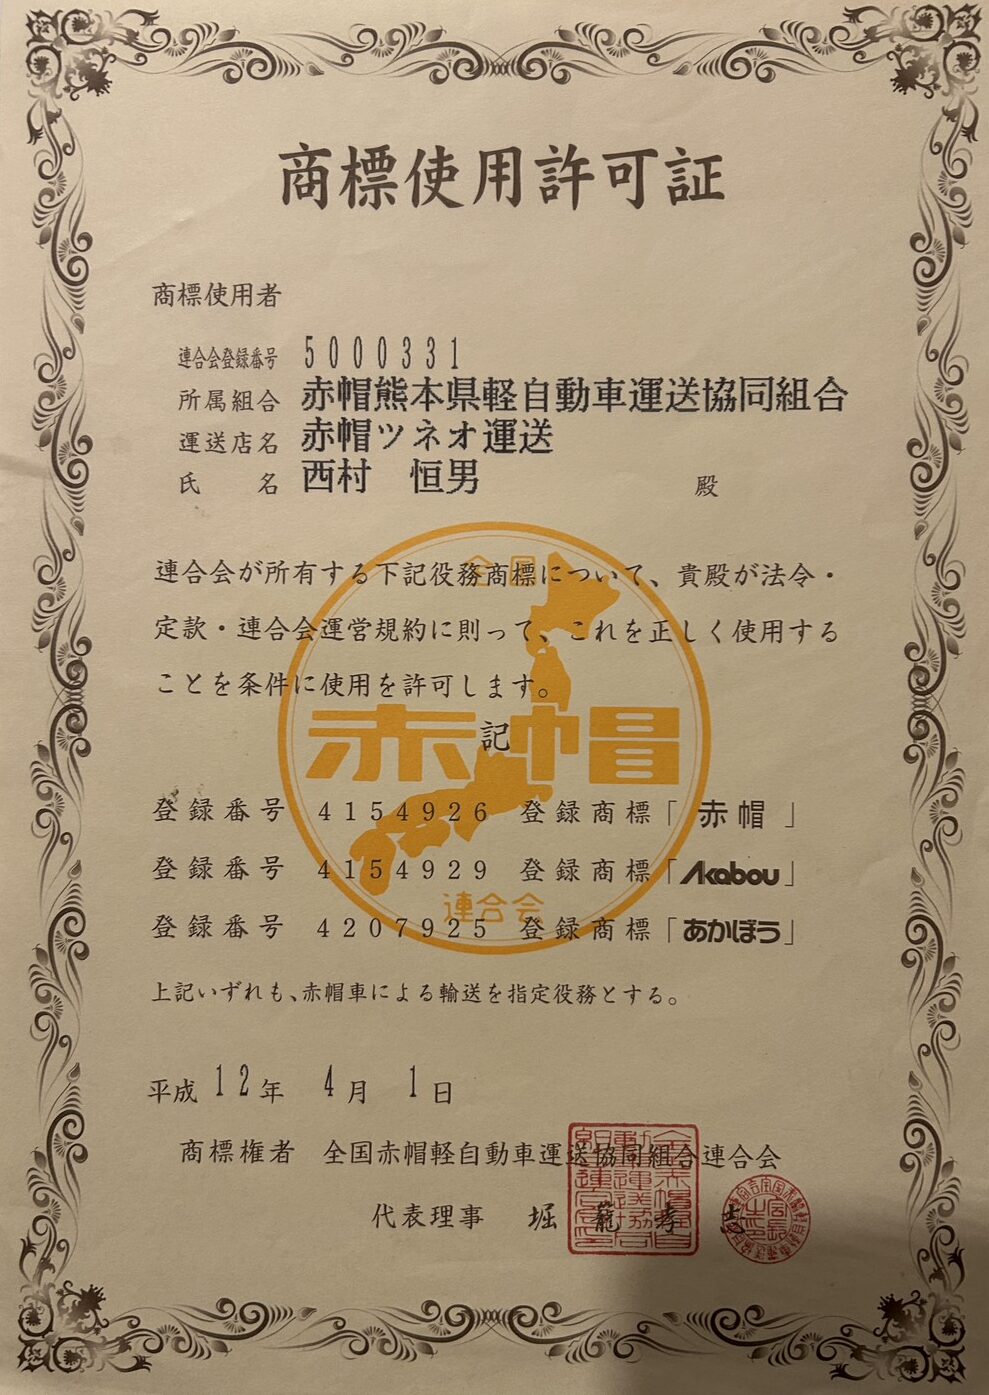 商標使用許可証
商標使用者
連合会登録番号 5000331
所属組合 赤帽熊本県軽自動車運送協同組合
運送店名 赤帽ツネオ運送
氏名 西村 恒男 殿
全国
連合会が所有する下記役務商標について、貴殿が法令・
定款・連合会運営規約に則って、これを正しく使用する
ことを条件に使用を許可します。
赤帽
記
登録番号 4154926 登録商標「赤帽」
登録番号 4154929 登録商標「Akabou」
連合会
登録番号 4207925 登録商標「あかぼう」
上記いずれも、赤帽車による輸送を指定役務とする。
平成12年 4月 1日
商標権者 全国赤帽軽自動車運送協同組合連合会
代表理事 堀 籠 孝